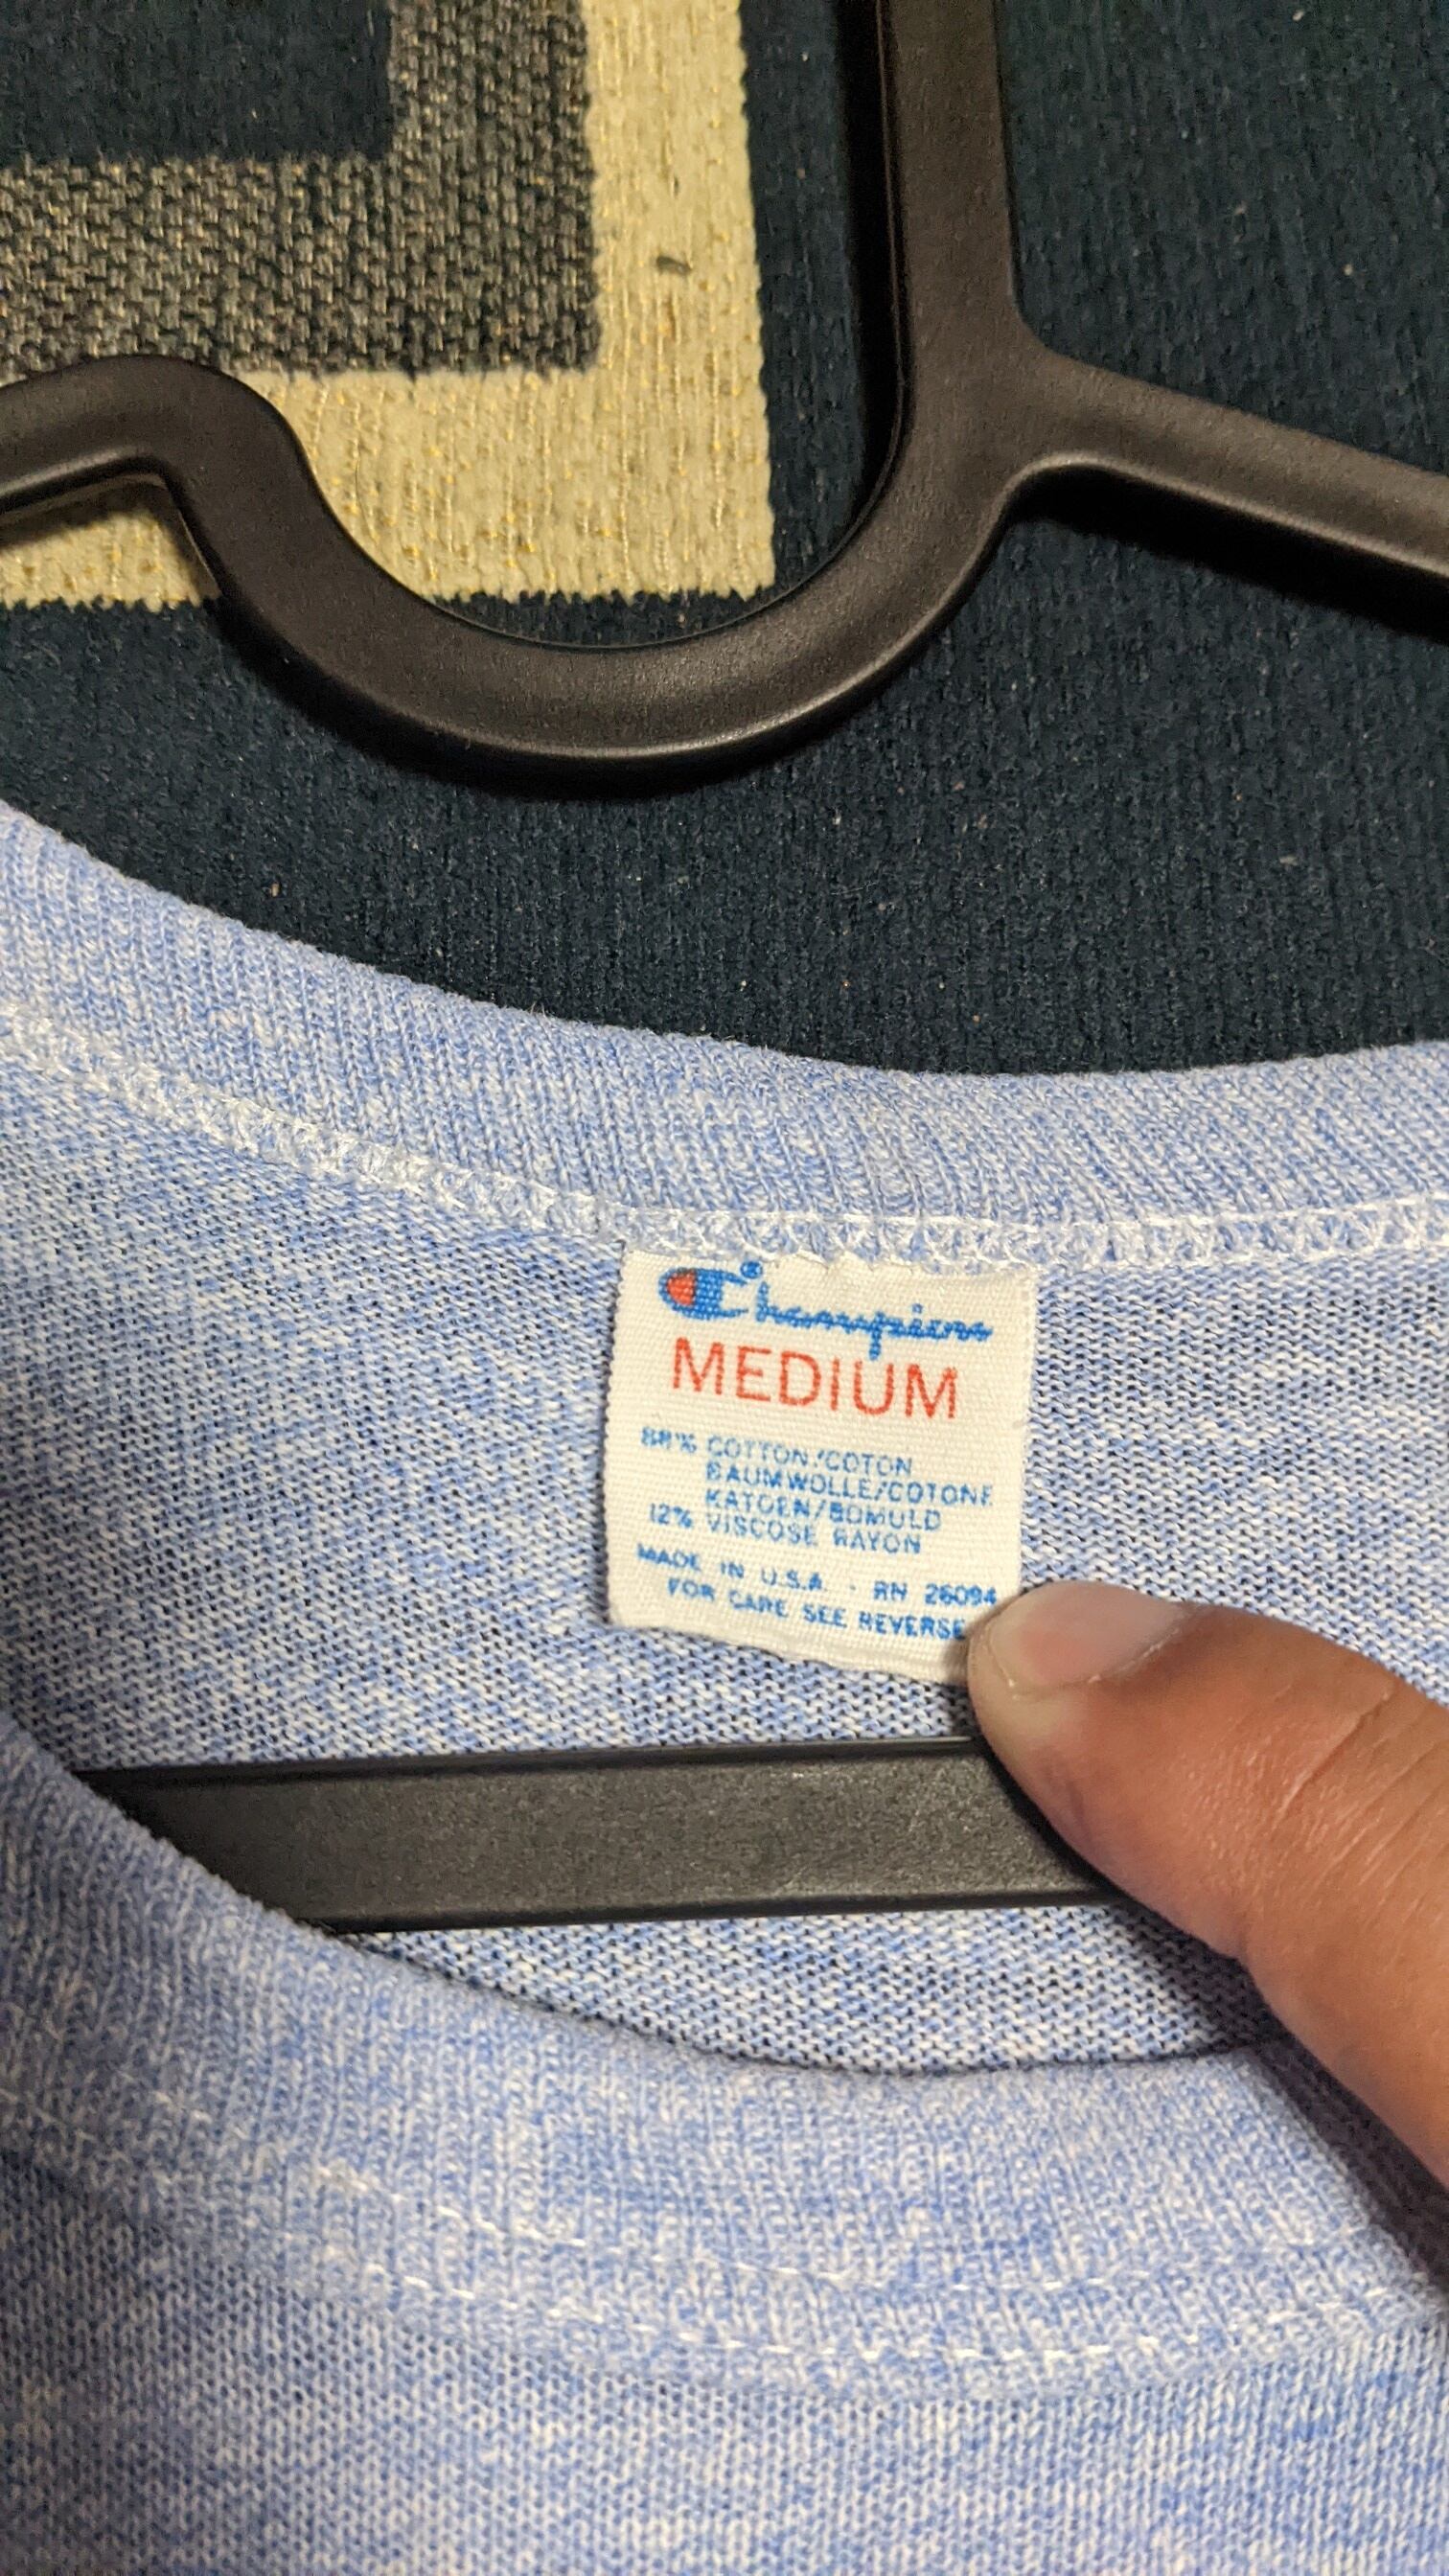 Champion
MEDIUM
88% COTTON/COTON
BAUMWOLLE/COTONE
KATOEN/BOMULD
12% VISCOSE RAYON
MADE IN U.S.A. - RN 26094
FOR CARE SEE REVERSE